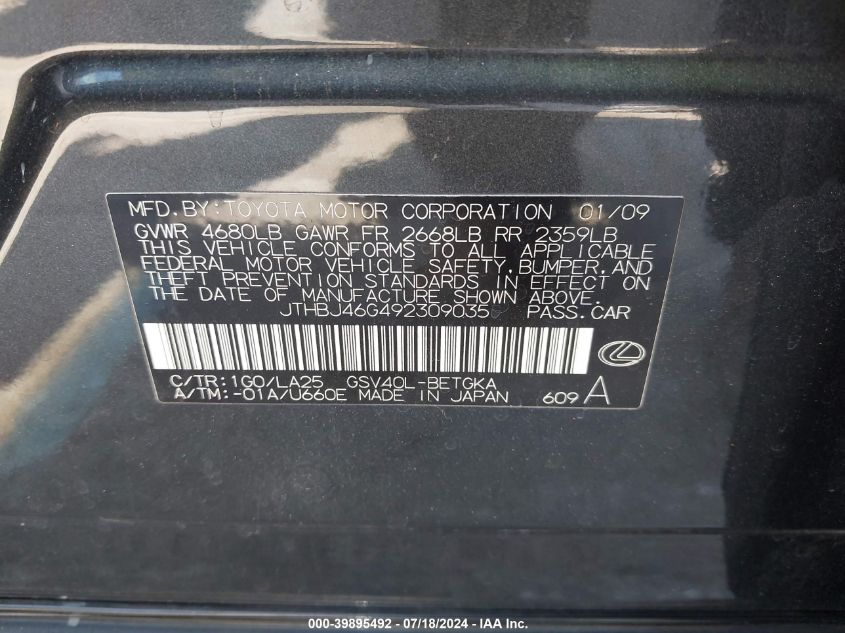 MFD.BY:TOYOTA MOTOR CORPORATION 01/09
GVWR 4680LB GAWR FR 2668LB RR 2359LB
THIS VEHICLE CONFORMS TO ALL APPLICABLE
FEDERAL MOTOR VEHICLE SAFETY,BUMPER,AND
THEFT PREVENTION STANDARDS IN EFFECT ON
THE DATE OF MANUFACTURE SHOWN ABOVE.
JTHBJ46G492309035 PASS.CAR
C/TR:1G0/LA25 GSV40L-BETGKA
A/TM:-01A/U660E MADE IN JAPAN 609 A
000-39895492 - 07/18/2024 - IAA Inc.